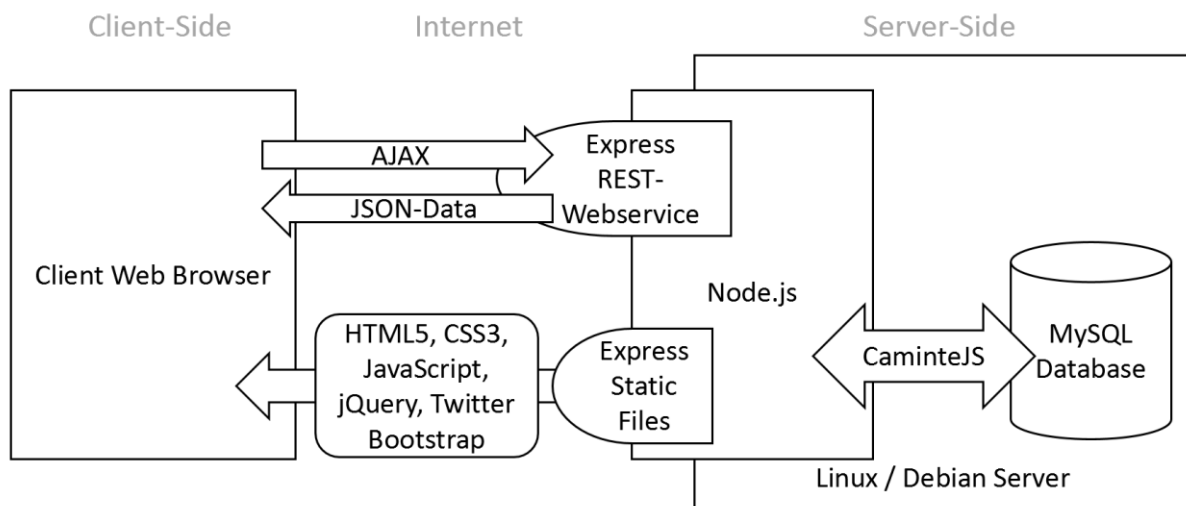 Client-Side
Internet
Server-Side
AJAX
JSON-Data
Express
REST-
Webservice
Client Web Browser
Node.js
HTML5, CSS3,
JavaScript,
jQuery, Twitter
Bootstrap
Express
Static
Files
CaminteJS
MySQL
Database
Linux / Debian Server